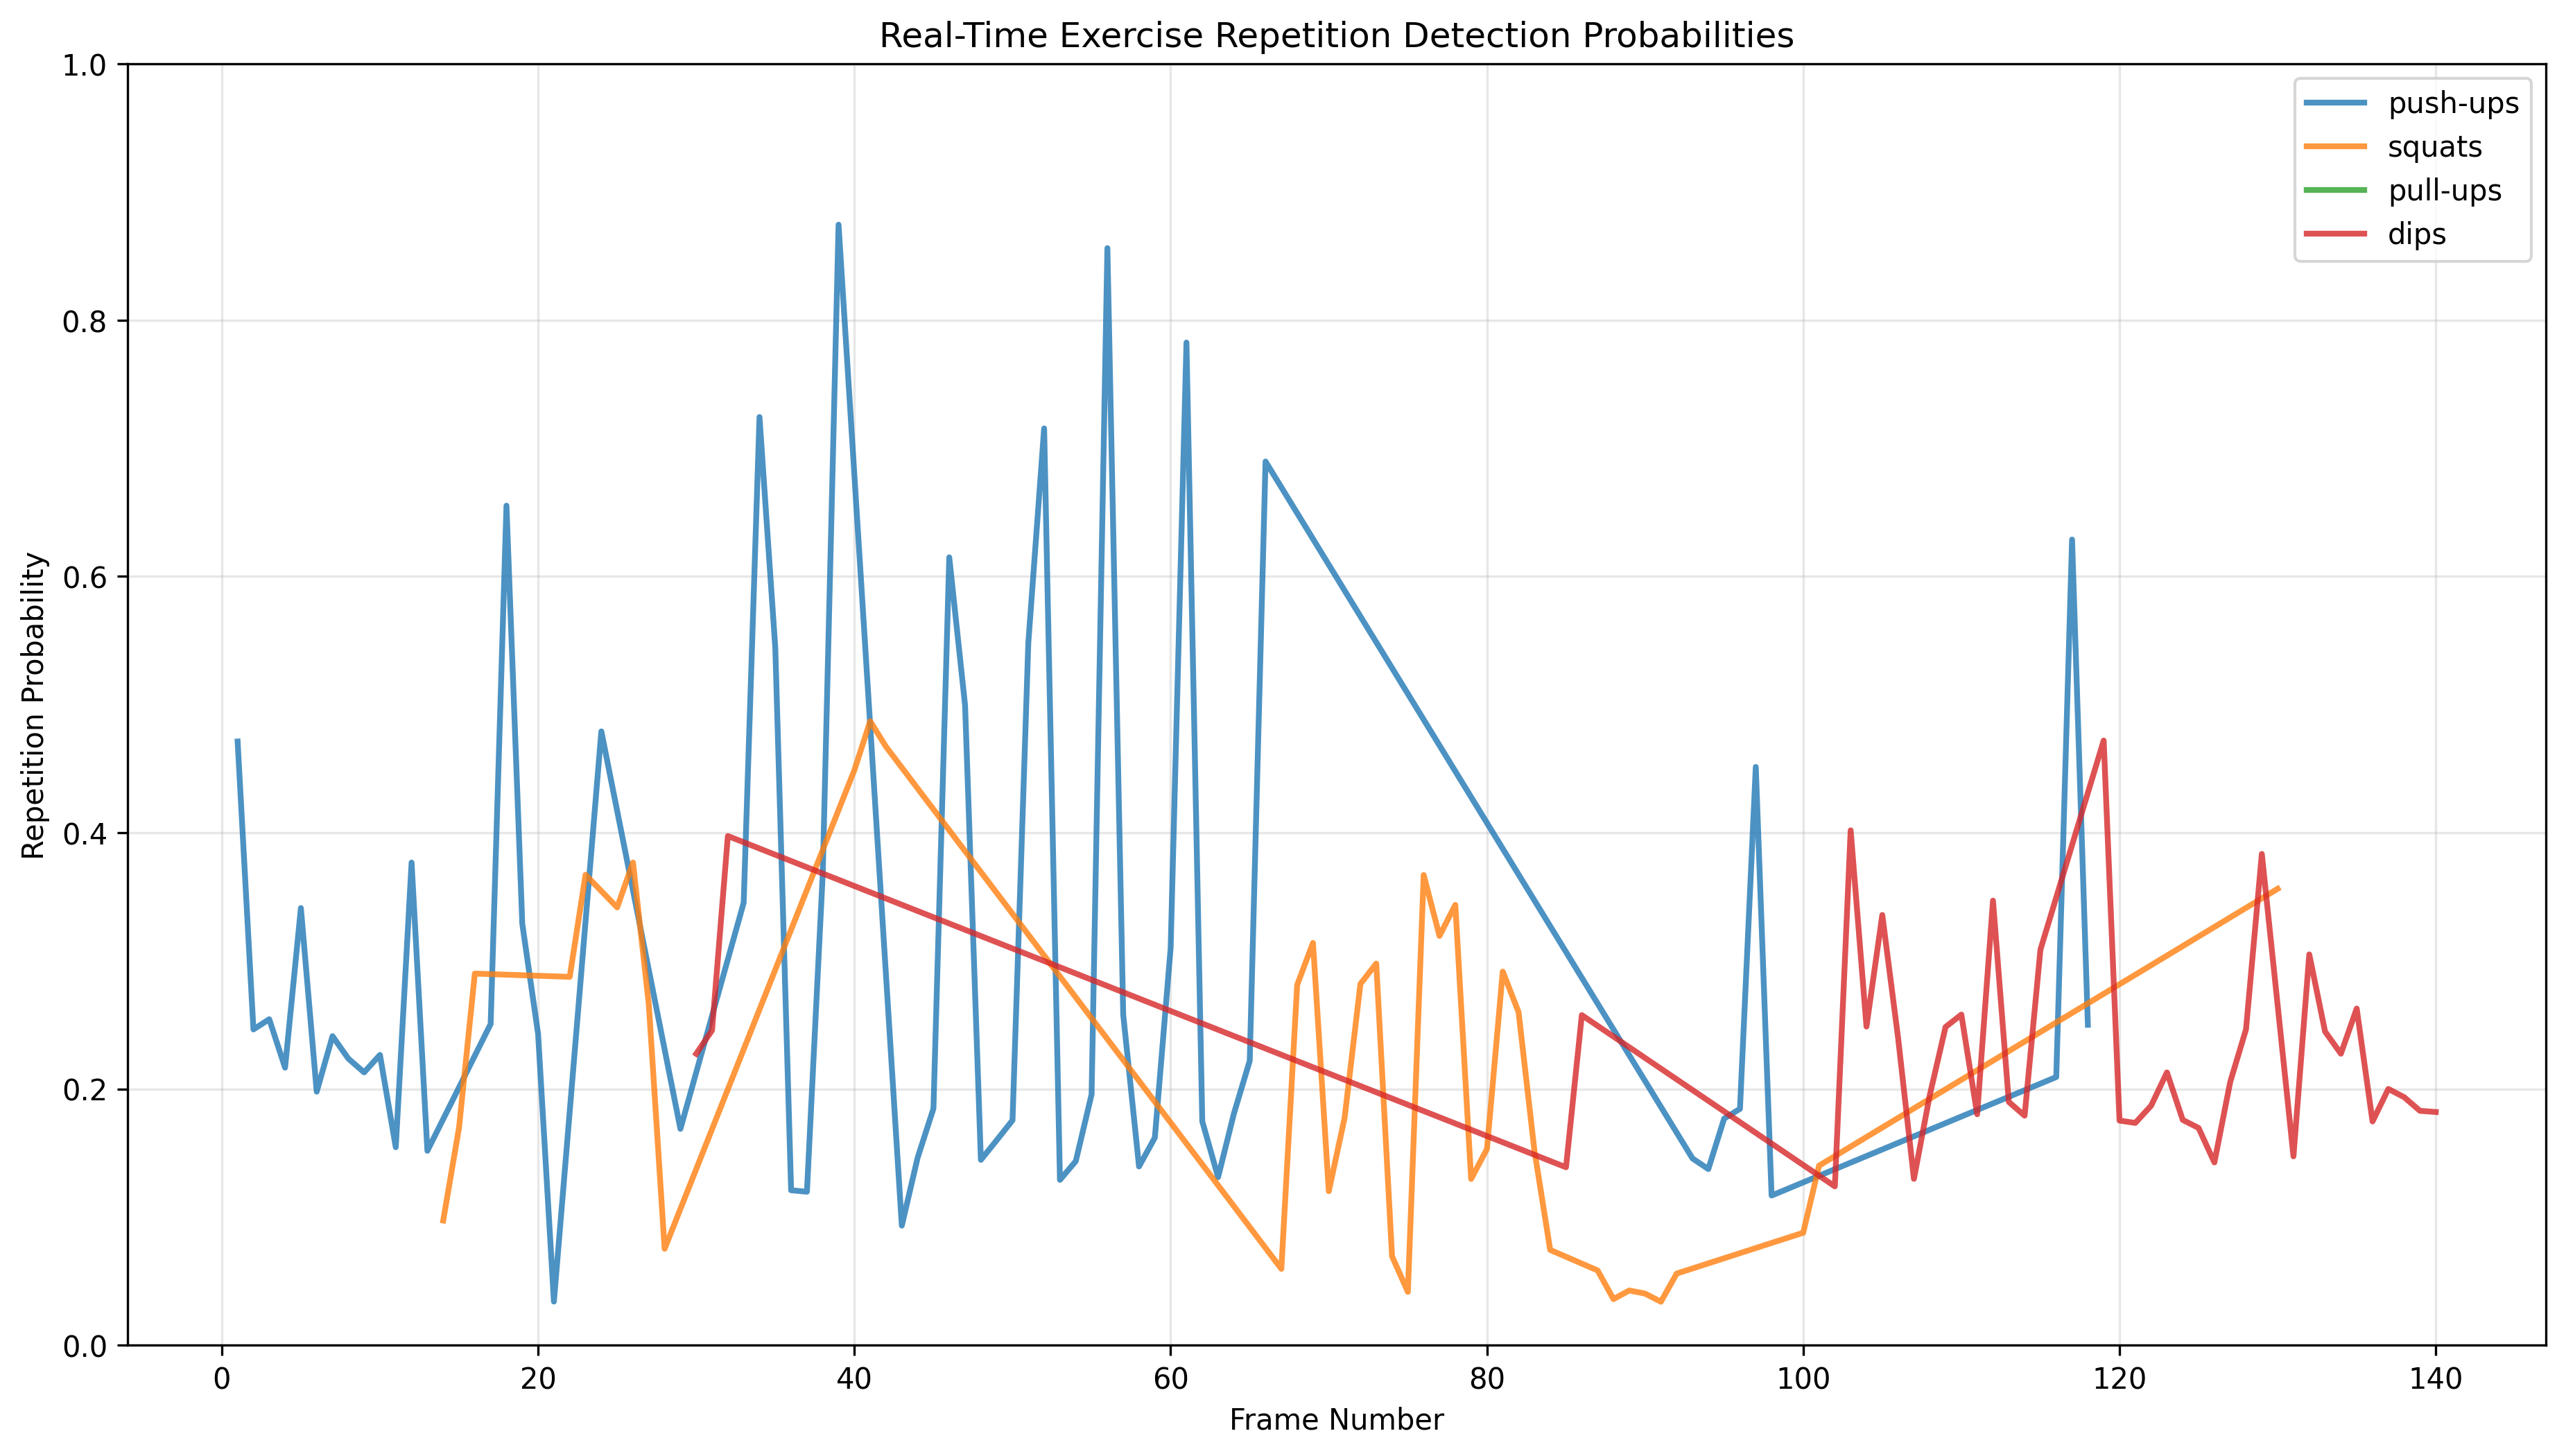 Real-Time Exercise Repetition Detection Probabilities
1.0
0.8
0.6
0.4
0.2
0.0
Repetition Probability
push-ups
squats
pull-ups
dips
0 20 40 60 80 100 120 140
Frame Number